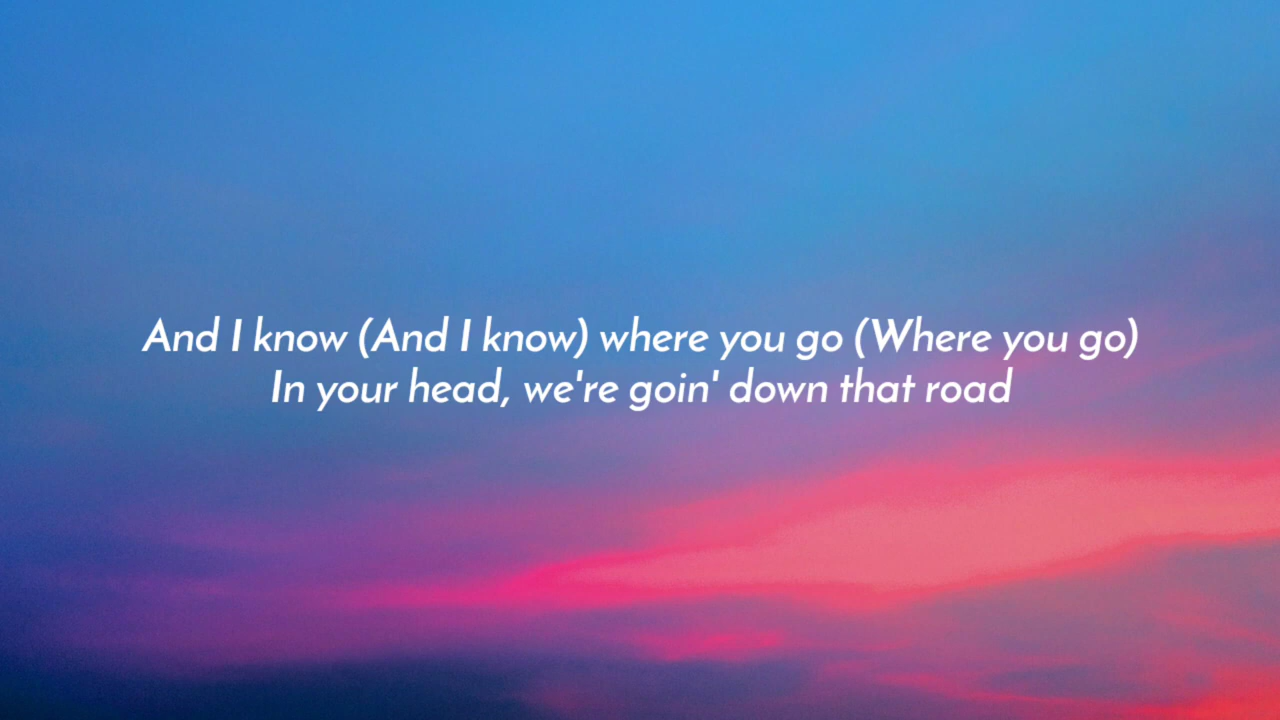 And I know (And I know) where you go (Where you go)
In your head, we're goin' down that road